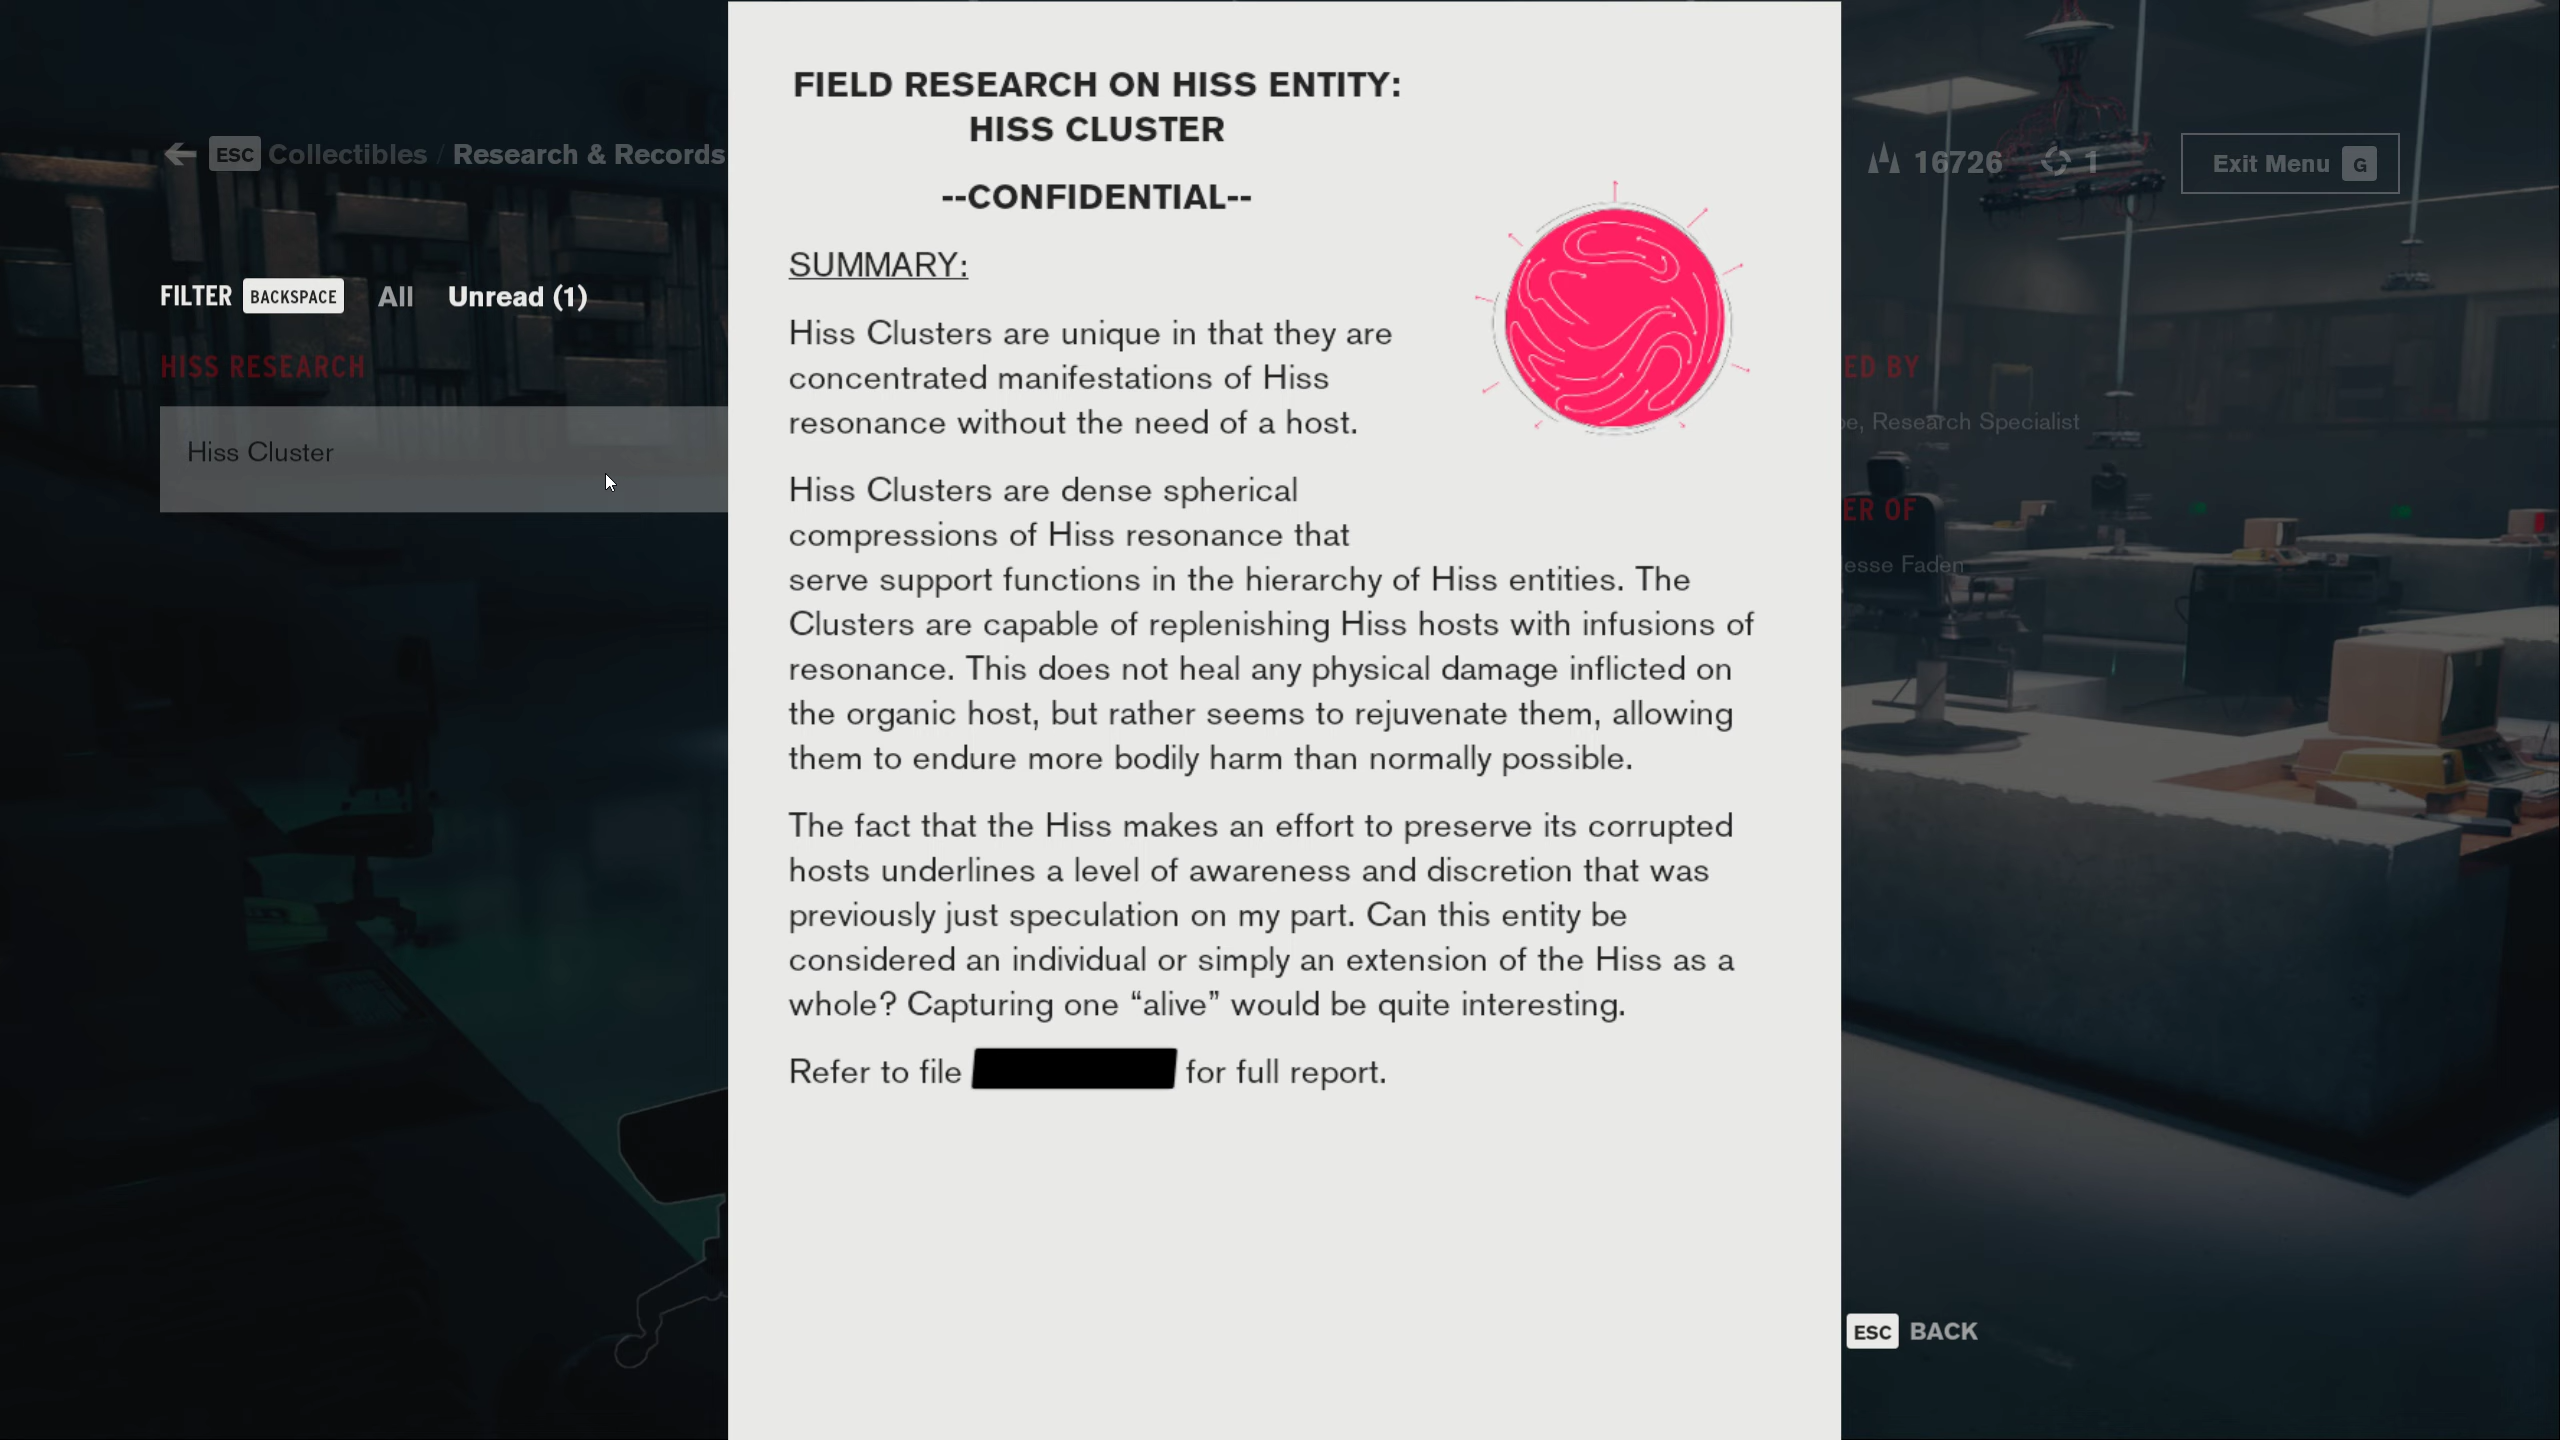 FIELD RESEARCH ON HISS ENTITY:
HISS CLUSTER
--CONFIDENTIAL--
ESC Collectibles / Research & Records
16726 1
Exit Menu G
SUMMARY:
FILTER BACKSPACE All Unread (1)
HISS RESEARCH
Hiss Cluster
Hiss Clusters are unique in that they are
concentrated manifestations of Hiss
resonance without the need of a host.
Hiss Clusters are dense spherical
compressions of Hiss resonance that
serve support functions in the hierarchy of Hiss entities. The
Clusters are capable of replenishing Hiss hosts with infusions of
resonance. This does not heal any physical damage inflicted on
the organic host, but rather seems to rejuvenate them, allowing
them to endure more bodily harm than normally possible.
The fact that the Hiss makes an effort to preserve its corrupted
hosts underlines a level of awareness and discretion that was
previously just speculation on my part. Can this entity be
considered an individual or simply an extension of the Hiss as a
whole? Capturing one “alive” would be quite interesting.
Refer to file for full report.
ED BY
pe, Research Specialist
ER OF
esse Faden
ESC BACK